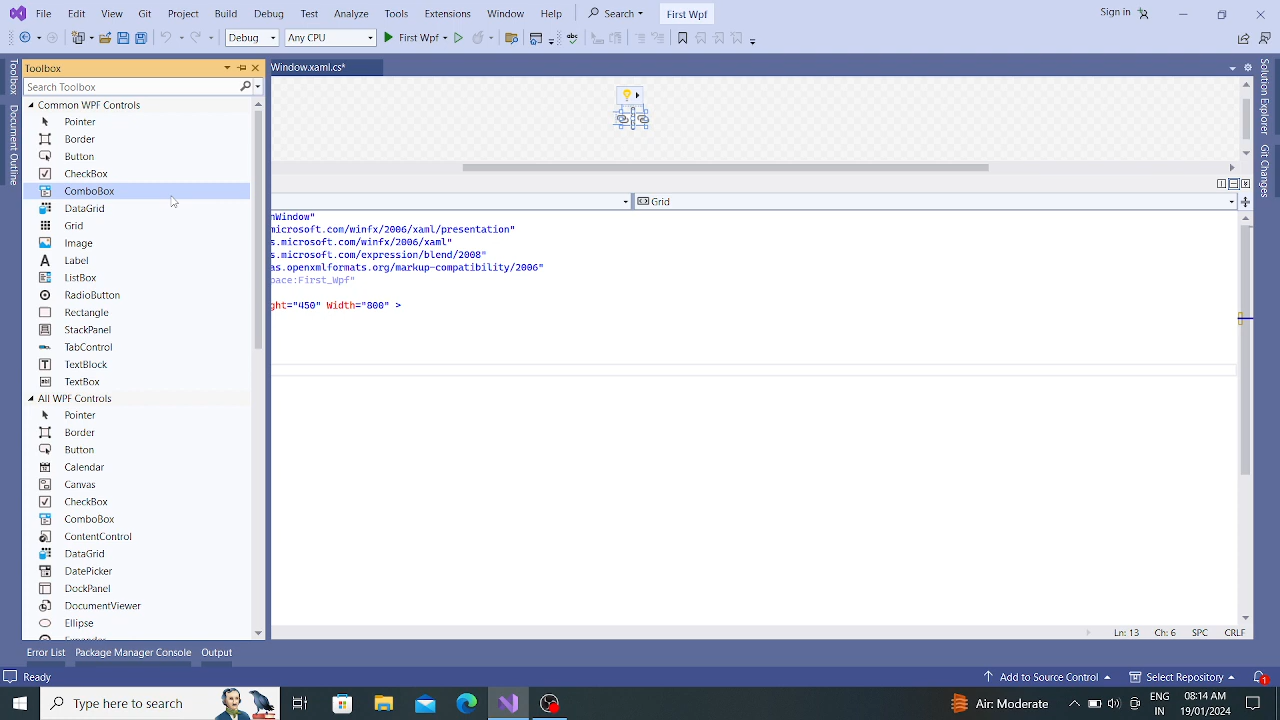 File Edit View Git Project Build Debug Design Test Analyze Tools Extensions Window Help Search First Wpf Sign in
Debug Any CPU First Wpf
Toolbox
Document Outline
Toolbox
Window.xaml.cs*
Search Toolbox
Common WPF Controls
Pointer
Border
Button
CheckBox
ComboBox
DataGrid
Grid
Image
Label
ListBox
RadioButton
Rectangle
StackPanel
TabControl
TextBlock
TextBox
All WPF Controls
Pointer
Border
Button
Calendar
Canvas
CheckBox
ComboBox
ContentControl
DataGrid
DatePicker
DockPanel
DocumentViewer
Ellipse
Expander
Grid
nWindow"
microsoft.com/winfx/2006/xaml/presentation"
s.microsoft.com/winfx/2006/xaml"
s.microsoft.com/expression/blend/2008"
as.openxmlformats.org/markup-compatibility/2006"
pace:First_Wpf"
ght="450" Width="800" >
Solution Explorer
Git Changes
Ln: 13 Ch: 6 SPC CRLF
Error List Package Manager Console Output
Ready Add to Source Control Select Repository 1
Type here to search
Air: Moderate
ENG
IN
08:14 AM
19/01/2024